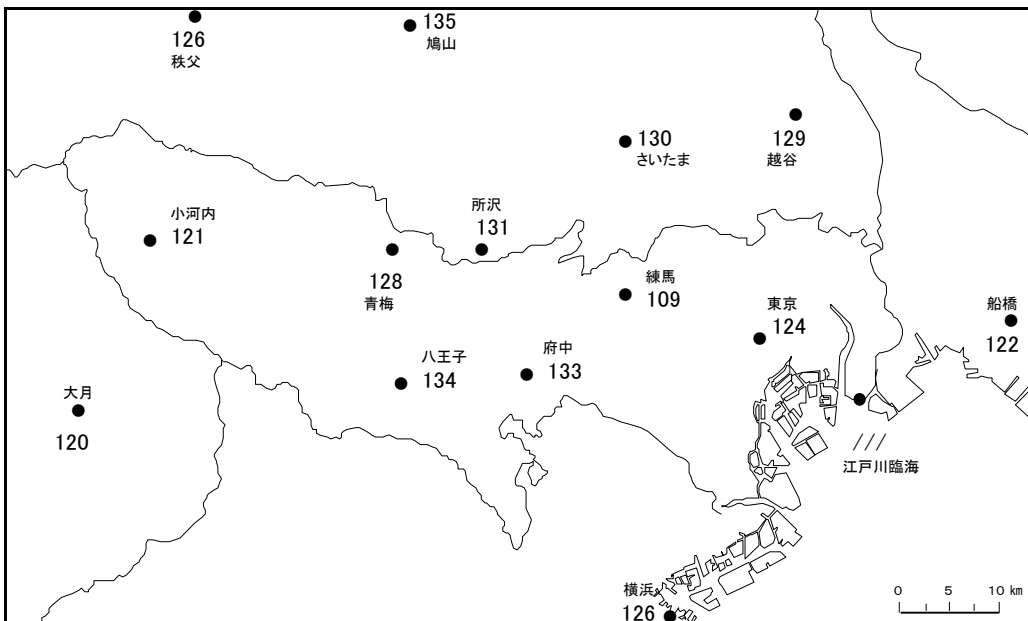 126
秩父
135
鳩山
130
さいたま
129
越谷
小河内
121
所沢
131
128
青梅
練馬
109
東京
124
船橋
122
八王子
134
府中
133
大月
120
///
江戸川臨海
横浜
126
0 5 10 km